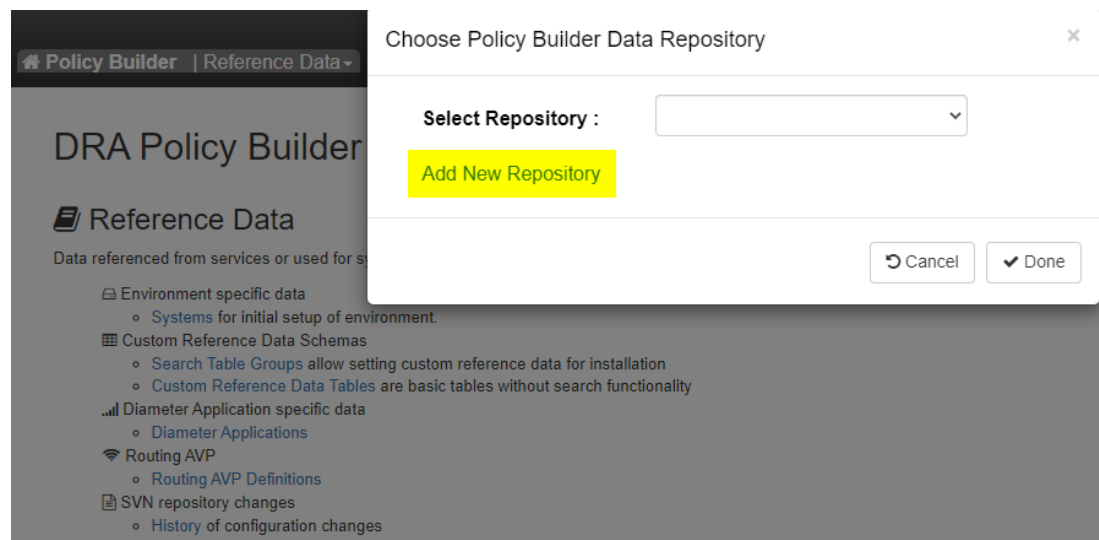 Choose Policy Builder Data Repository ×
Policy Builder | Reference Data
Select Repository :
Add New Repository
Cancel Done
DRA Policy Builder
Reference Data
Data referenced from services or used for sy
Environment specific data
Systems for initial setup of environment.
Custom Reference Data Schemas
Search Table Groups allow setting custom reference data for installation
Custom Reference Data Tables are basic tables without search functionality
Diameter Application specific data
Diameter Applications
Routing AVP
Routing AVP Definitions
SVN repository changes
History of configuration changes